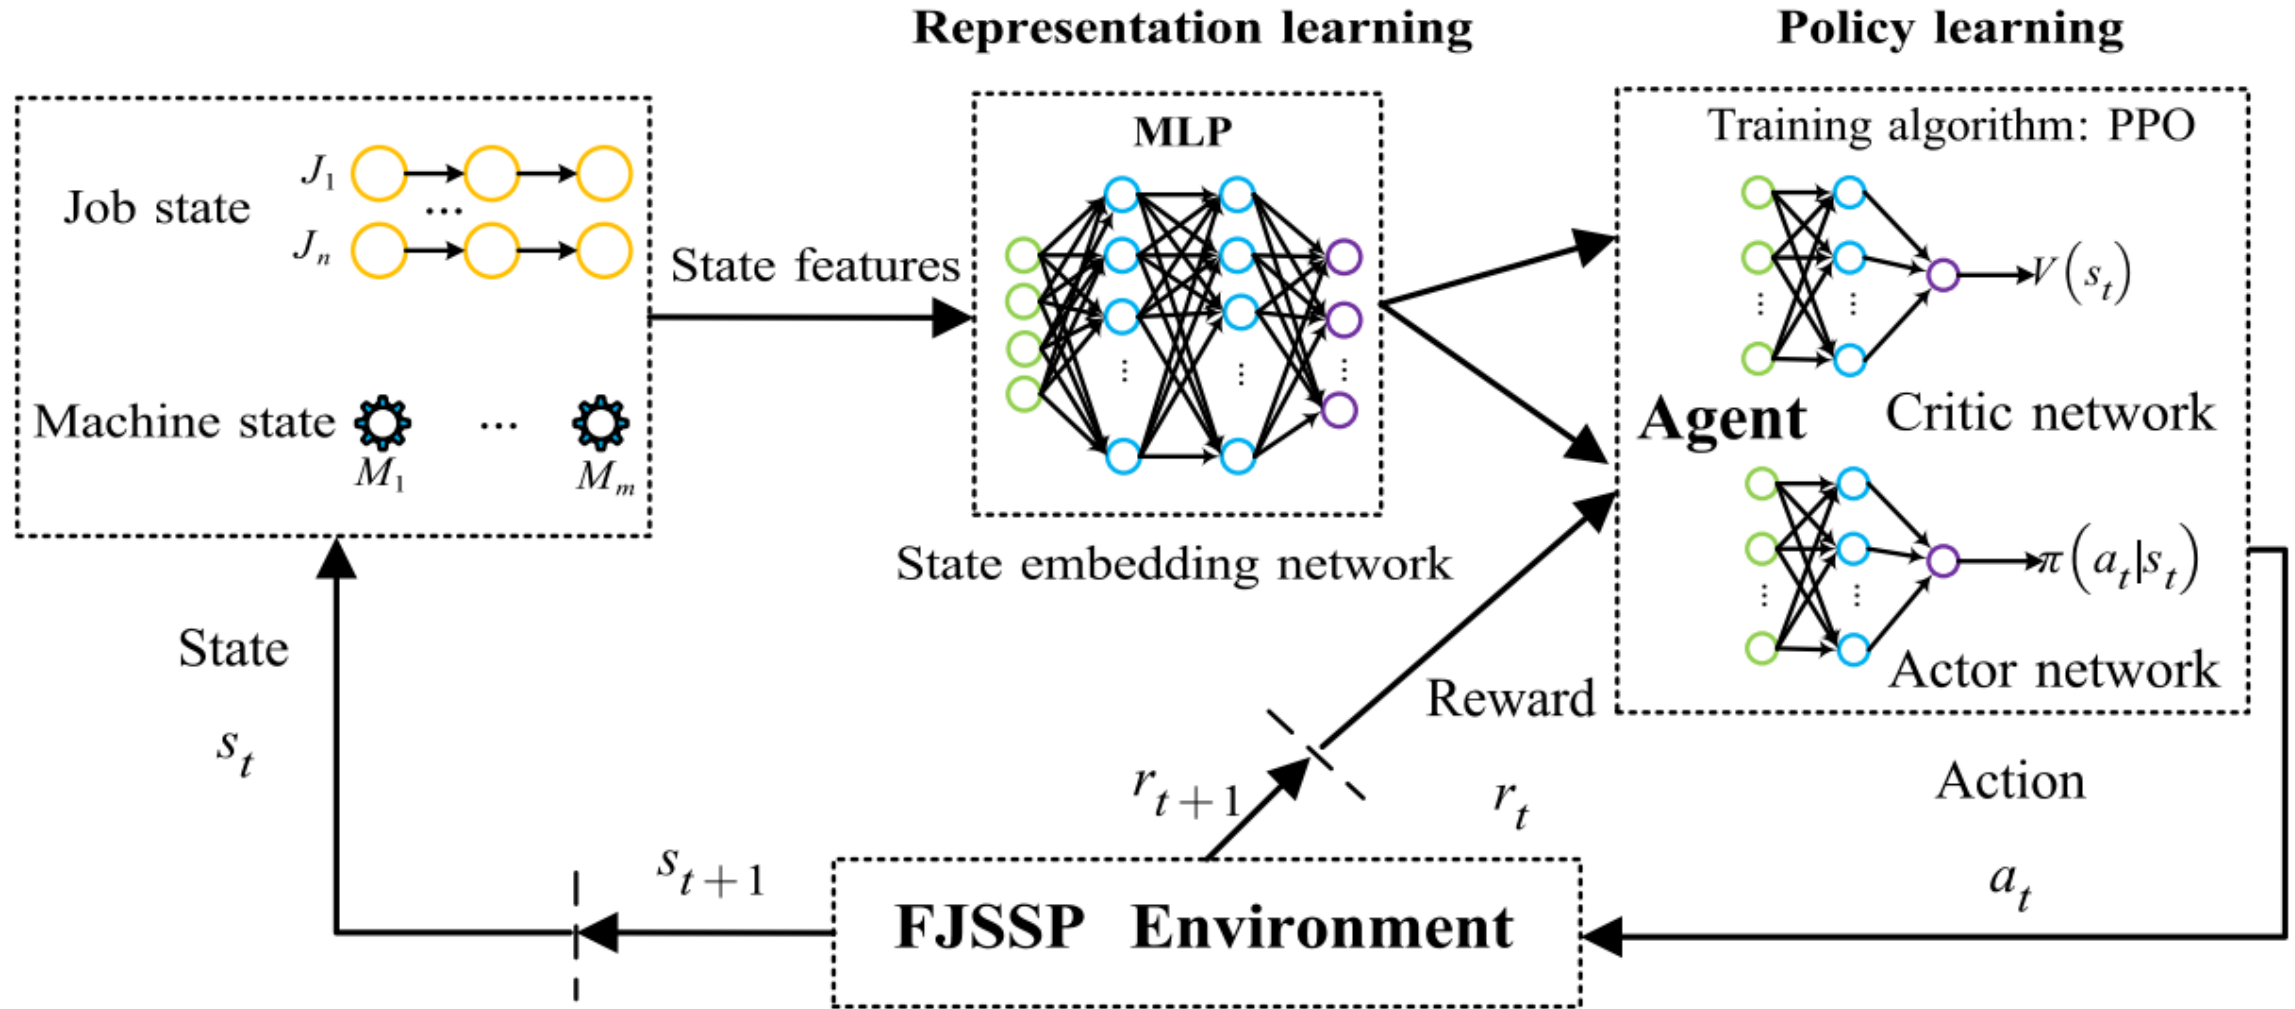 Representation learning
Policy learning
Job state
J1
...
Jn
Machine state
M1
...
Mm
State features
MLP
State embedding network
Training algorithm: PPO
V(st)
Critic network
Agent
π(at|st)
Actor network
State
st
st+1
rt+1
Reward
rt
Action
at
FJSSP Environment